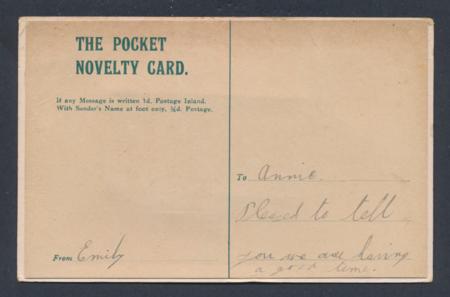 THE POCKET
NOVELTY CARD.
If any Message is written 1d. Postage Inland.
With Sender's Name at foot only, ½d. Postage.
From Emily
To Annie.
Pleased to tell
you we are having
a good time.